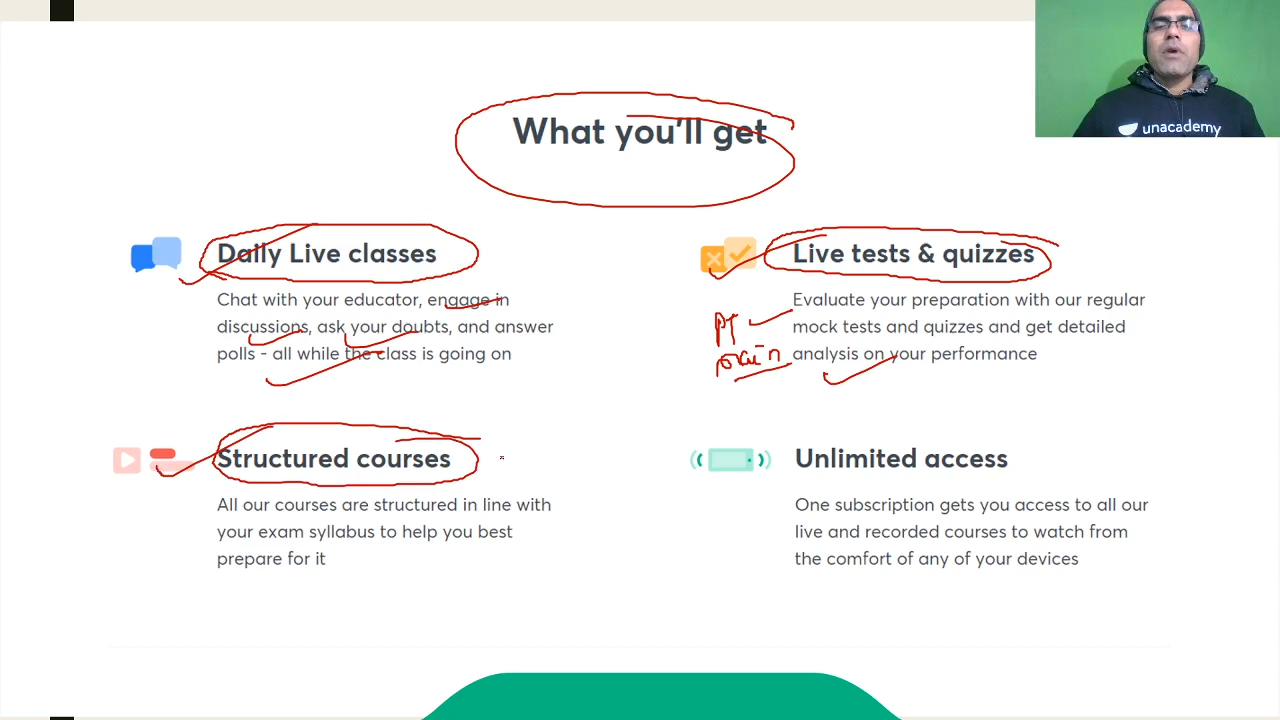 What you'll get
unacademy
Daily Live classes
Chat with your educator, engage in
discussions, ask your doubts, and answer
polls - all while the class is going on
Live tests & quizzes
Evaluate your preparation with our regular
mock tests and quizzes and get detailed
analysis on your performance
PT
Structured courses
All our courses are structured in line with
your exam syllabus to help you best
prepare for it
Unlimited access
One subscription gets you access to all our
live and recorded courses to watch from
the comfort of any of your devices